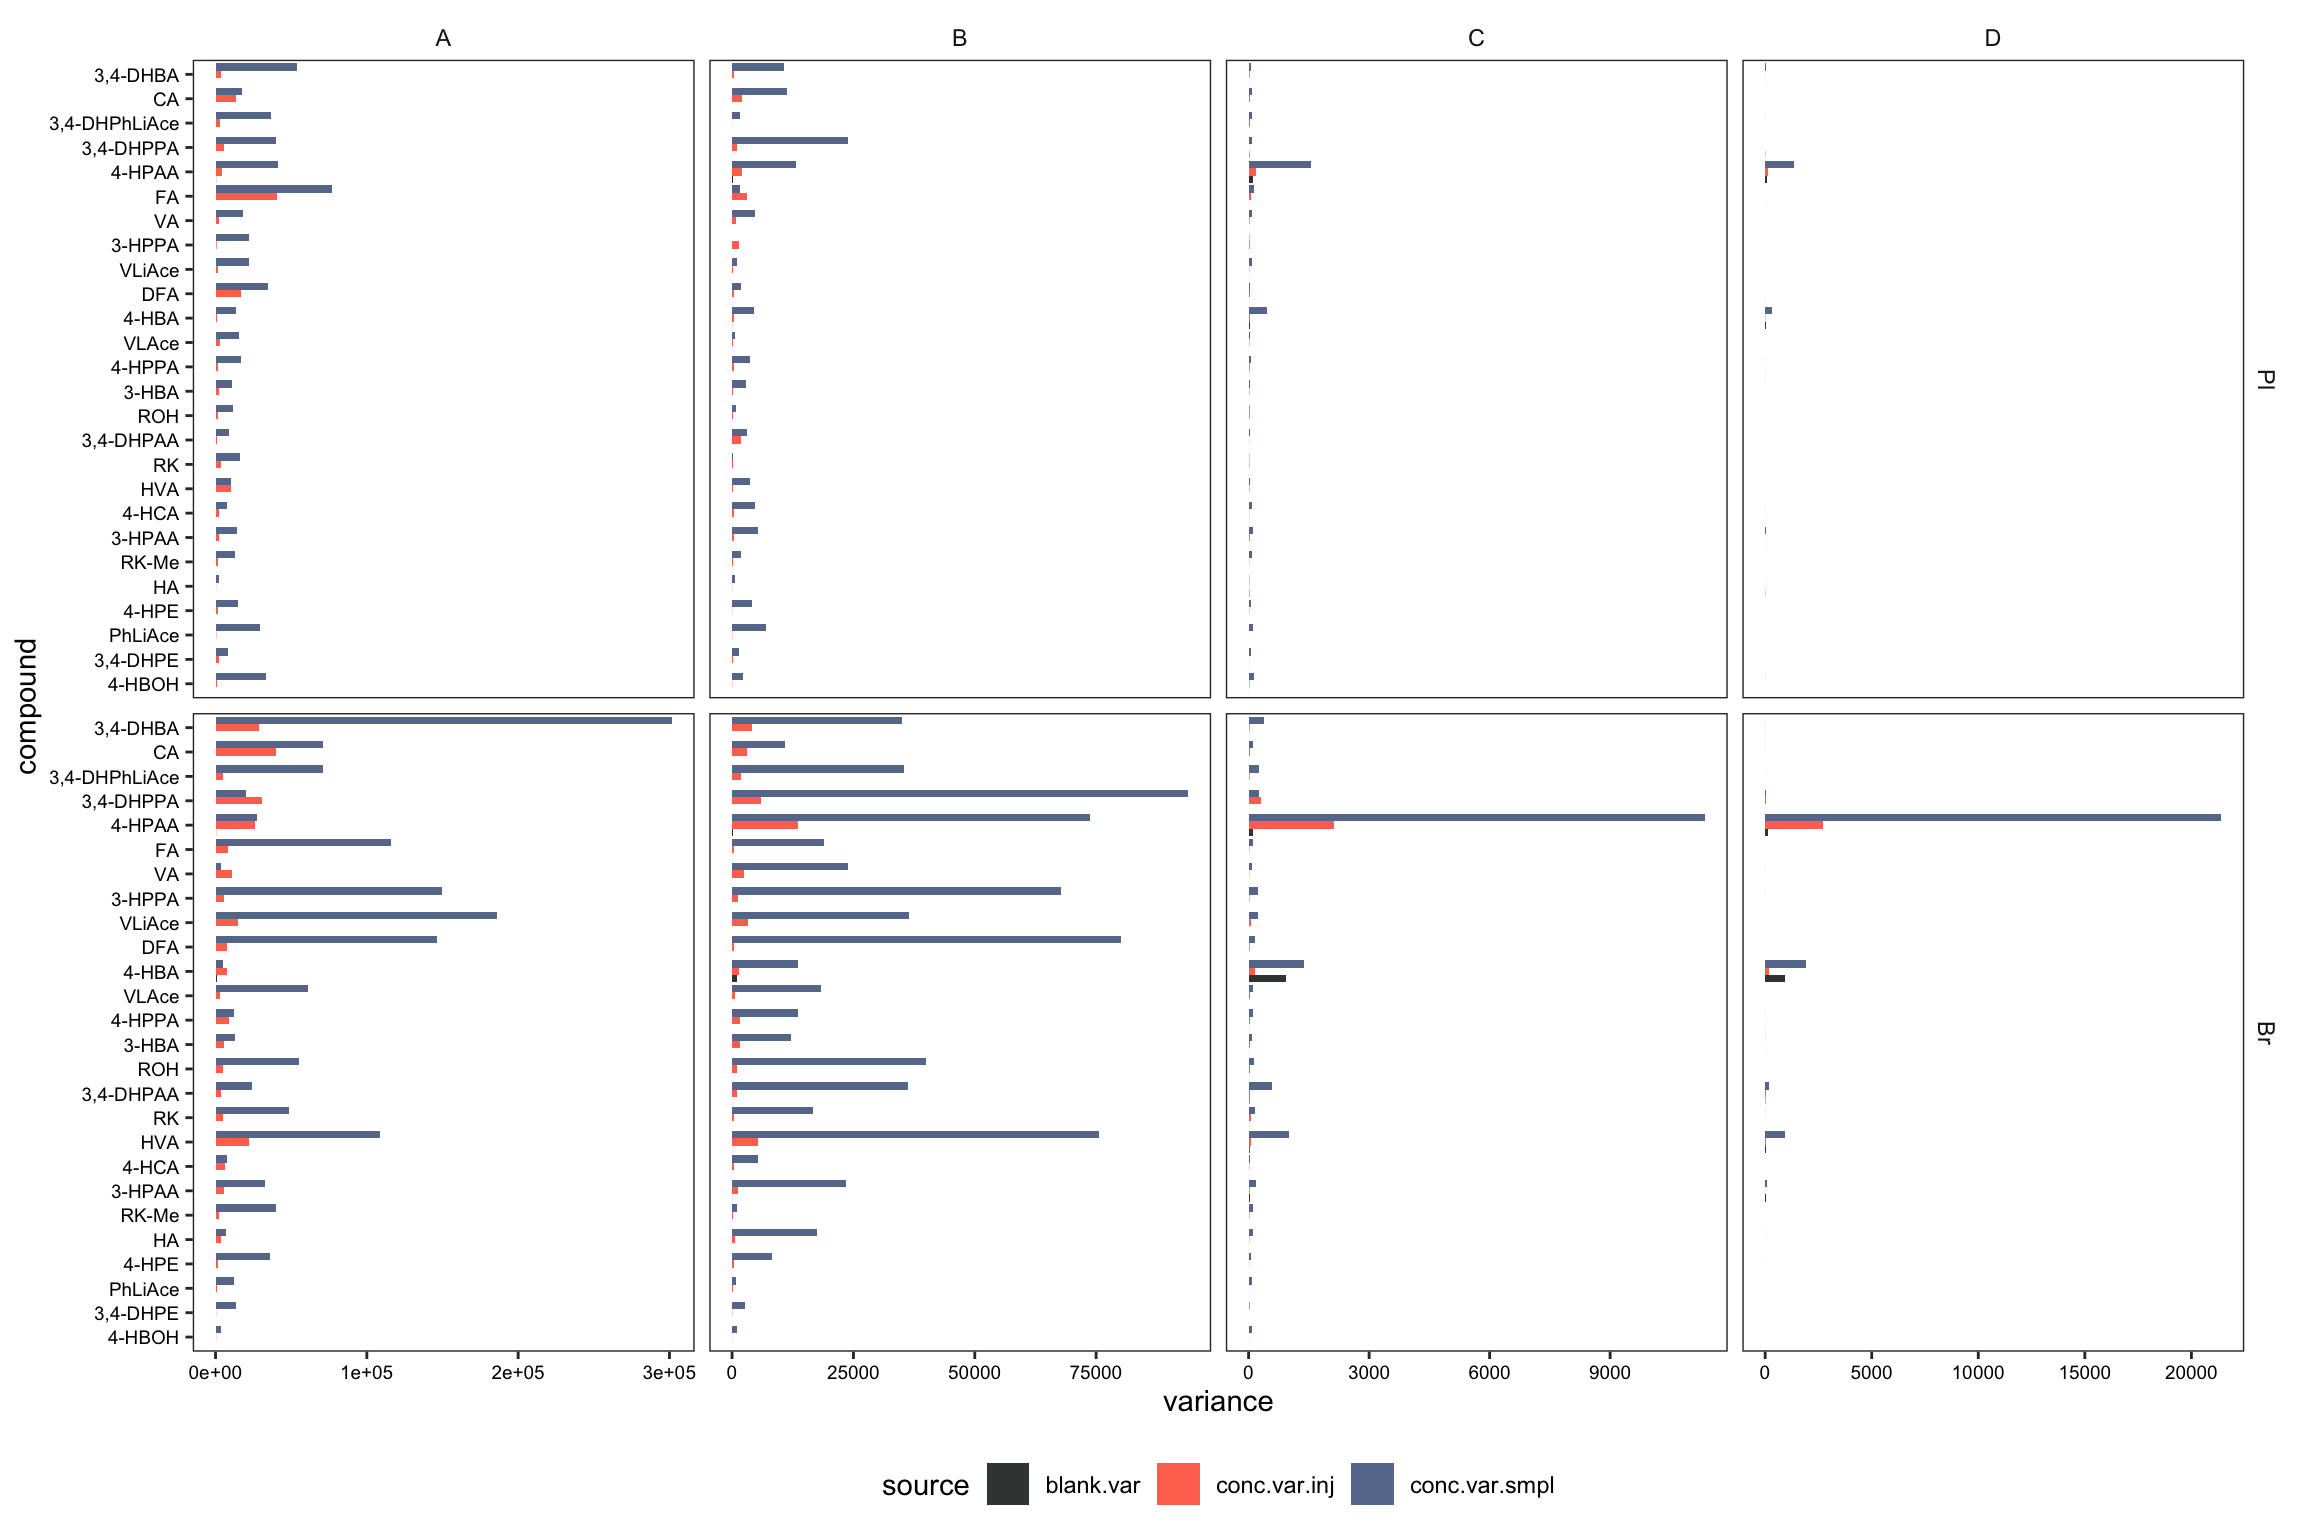 A B C D
3,4-DHBA
CA
3,4-DHPhLiAce
3,4-DHPPA
4-HPAA
FA
VA
3-HPPA
VLiAce
DFA
4-HBA
VLAce
4-HPPA
3-HBA
ROH
3,4-DHPAA
RK
HVA
4-HCA
3-HPAA
RK-Me
HA
4-HPE
PhLiAce
3,4-DHPE
4-HBOH
Pl
compound
3,4-DHBA
CA
3,4-DHPhLiAce
3,4-DHPPA
4-HPAA
FA
VA
3-HPPA
VLiAce
DFA
4-HBA
VLAce
4-HPPA
3-HBA
ROH
3,4-DHPAA
RK
HVA
4-HCA
3-HPAA
RK-Me
HA
4-HPE
PhLiAce
3,4-DHPE
4-HBOH
Br
0e+00 1e+05 2e+05 3e+05 0 25000 50000 75000 0 3000 6000 9000 0 5000 10000 15000 20000
variance
source blank.var conc.var.inj conc.var.smpl